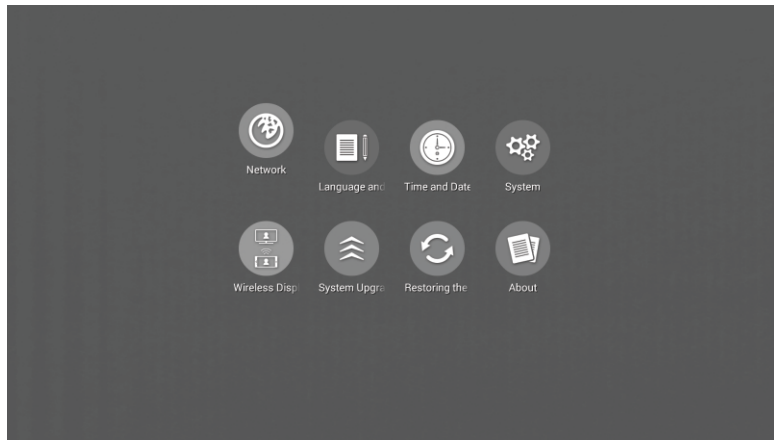 Network
Language and
Time and Date
System
Wireless Disp
System Upgra
Restoring the
About